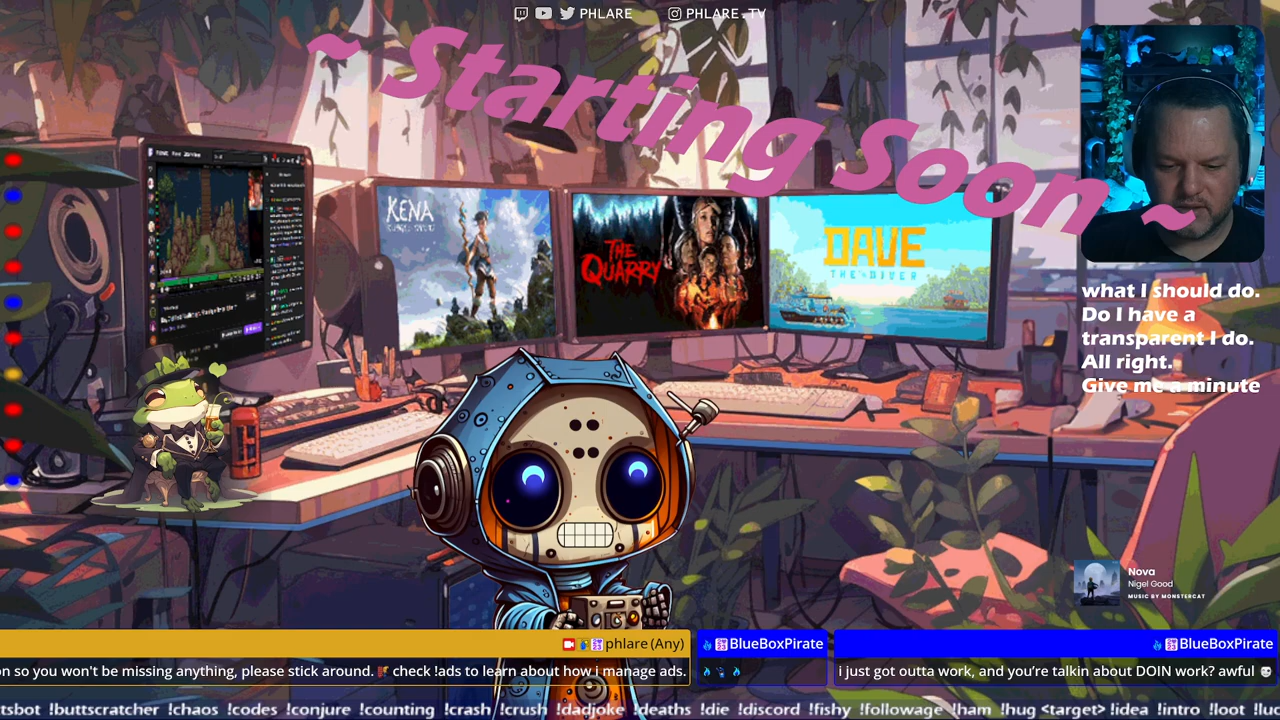 PHLARE
PHLARE.TV
~ Starting Soon ~
KENA
THE QUARRY
DAVE
THE DIVER
what I should do.
Do I have a
transparent I do.
All right.
Give me a minute
Nova
Nigel Good
MUSIC BY MONSTERCAT
phlare (Any)
on so you won't be missing anything, please stick around. check !ads to learn about how i manage ads.
BlueBoxPirate
BlueBoxPirate
i just got outta work, and you're talkin about DOIN work? awful
tsbot !buttscratcher !chaos !codes !conjure !counting !crash !crush !dadjoke !deaths !die !discord !fishy !followage !ham !hug <target> !idea !intro !loot !luc